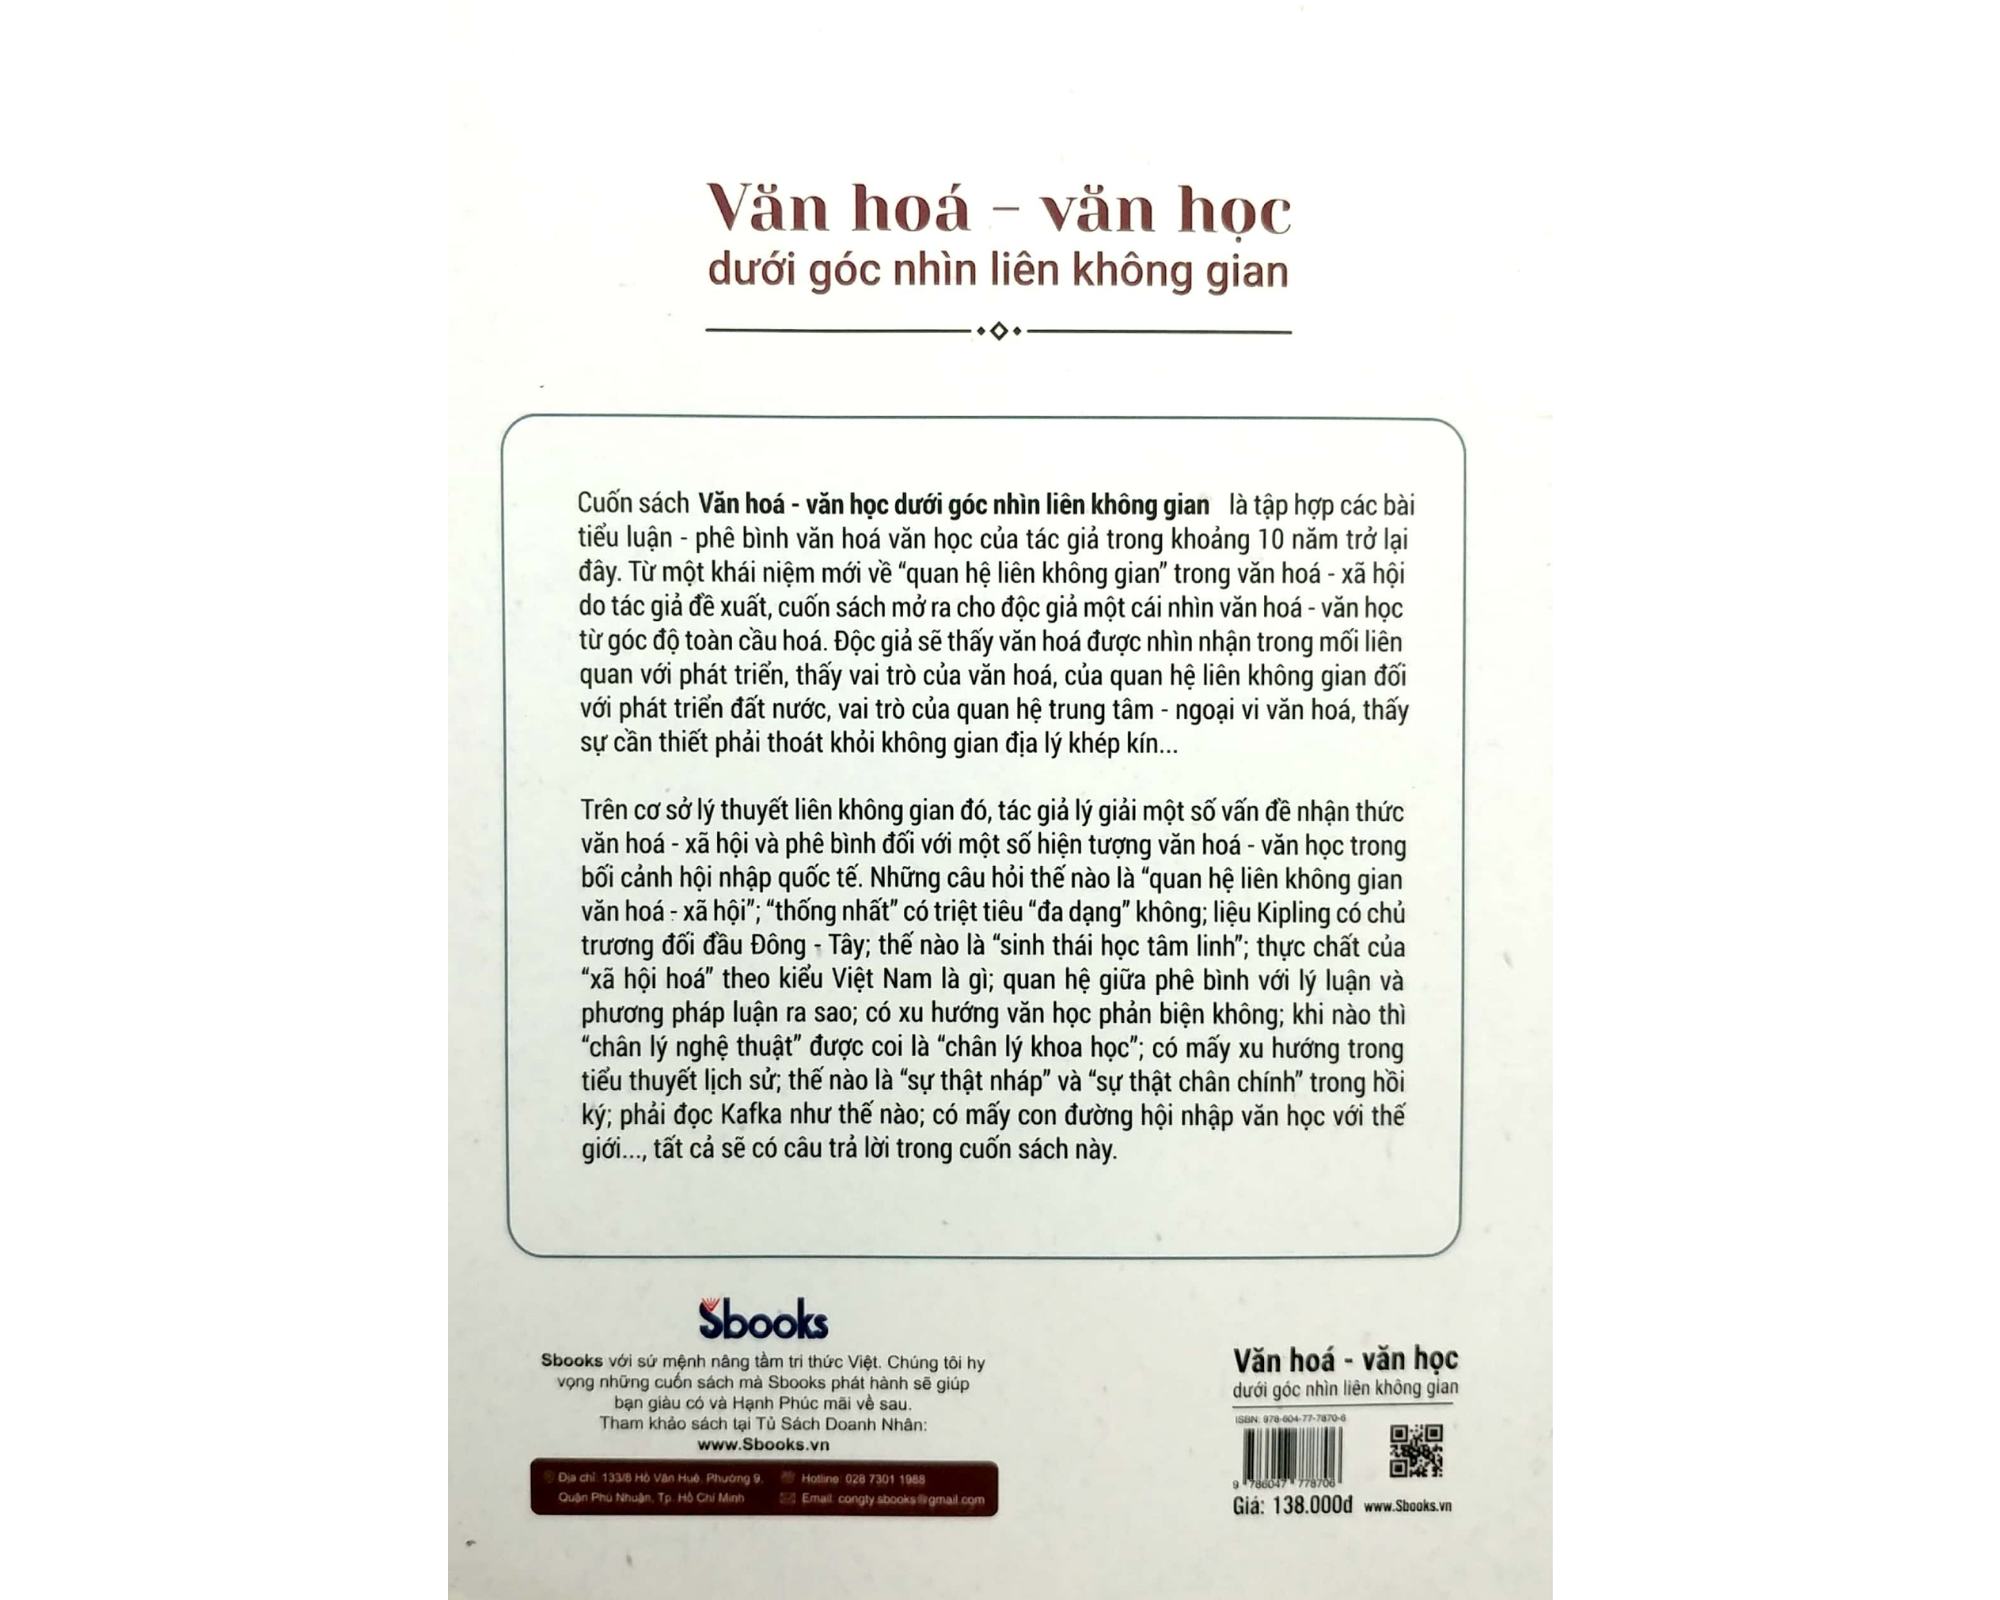 Văn hoá – văn học
dưới góc nhìn liên không gian
Cuốn sách Văn hoá - văn học dưới góc nhìn liên không gian là tập hợp các bài
tiểu luận - phê bình văn hoá văn học của tác giả trong khoảng 10 năm trở lại
đây. Từ một khái niệm mới về “quan hệ liên không gian” trong văn hoá - xã hội
do tác giả đề xuất, cuốn sách mở ra cho độc giả một cái nhìn văn hoá - văn học
từ góc độ toàn cầu hoá. Độc giả sẽ thấy văn hoá được nhìn nhận trong mối liên
quan với phát triển, thấy vai trò của văn hoá, của quan hệ liên không gian đối
với phát triển đất nước, vai trò của quan hệ trung tâm - ngoại vi văn hoá, thấy
sự cần thiết phải thoát khỏi không gian địa lý khép kín...
Trên cơ sở lý thuyết liên không gian đó, tác giả lý giải một số vấn đề nhận thức
văn hoá - xã hội và phê bình đối với một số hiện tượng văn hoá - văn học trong
bối cảnh hội nhập quốc tế. Những câu hỏi thế nào là “quan hệ liên không gian
văn hoá - xã hội”; “thống nhất” có triệt tiêu “đa dạng” không; liệu Kipling có chủ
trương đối đầu Đông - Tây; thế nào là “sinh thái học tâm linh”; thực chất của
“xã hội hoá” theo kiểu Việt Nam là gì; quan hệ giữa phê bình với lý luận và
phương pháp luận ra sao; có xu hướng văn học phản biện không; khi nào thì
“chân lý nghệ thuật” được coi là “chân lý khoa học”; có mấy xu hướng trong
tiểu thuyết lịch sử; thế nào là “sự thật nháp” và “sự thật chân chính” trong hồi
ký; phải đọc Kafka như thế nào; có mấy con đường hội nhập văn học với thế
giới..., tất cả sẽ có câu trả lời trong cuốn sách này.
Sbooks
Sbooks với sứ mệnh nâng tầm tri thức Việt. Chúng tôi hy
vọng những cuốn sách mà Sbooks phát hành sẽ giúp
bạn giàu có và Hạnh Phúc mãi về sau.
Tham khảo sách tại Tủ Sách Doanh Nhân:
www.Sbooks.vn
Địa chỉ: 133/8 Hồ Văn Huê, Phường 9,
Quận Phú Nhuận, Tp. Hồ Chí Minh
Hotline: 028 7301 1988
Email: congty.sbooks@gmail.com
Văn hoá - văn học
dưới góc nhìn liên không gian
ISBN: 978-604-77-7870-6
9 786047 778706
Giá: 138.000đ www.Sbooks.vn